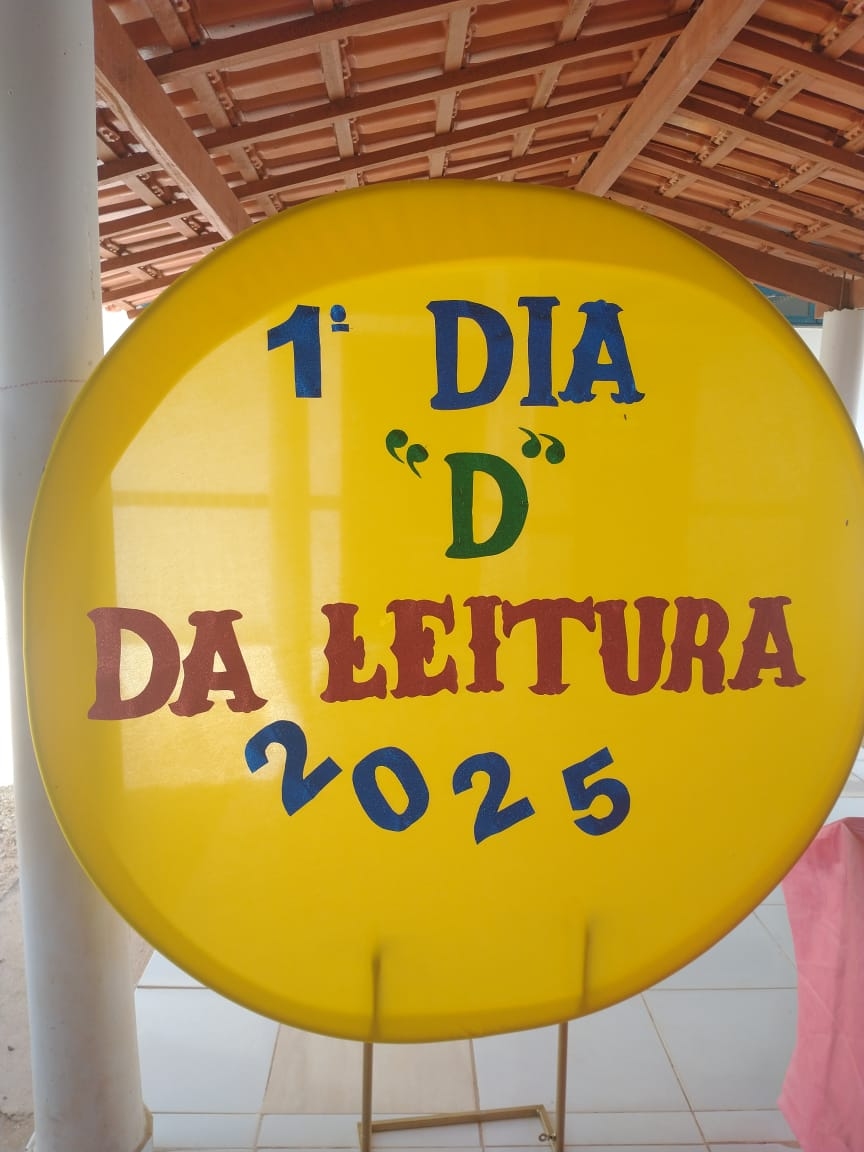 1º DIA
“D”
DA LEITURA
2025